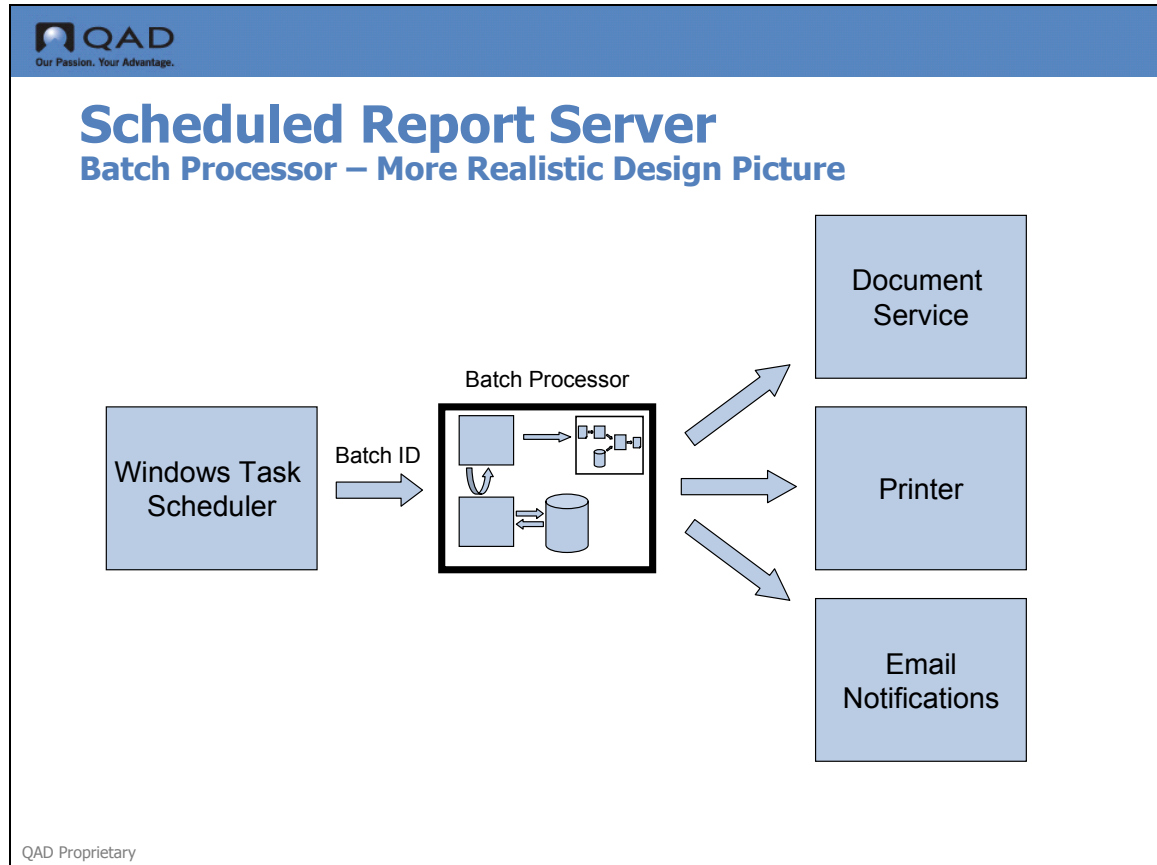 QAD
Our Passion. Your Advantage.
Scheduled Report Server
Batch Processor – More Realistic Design Picture
Windows Task
Scheduler
Batch ID
Batch Processor
Document
Service
Printer
Email
Notifications
QAD Proprietary